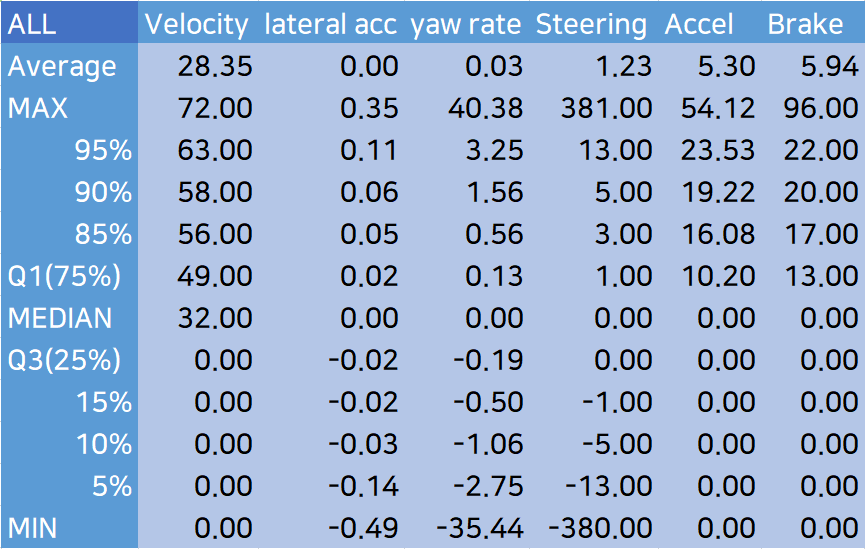 ALL Velocity lateral acc yaw rate Steering Accel Brake
Average 28.35 0.00 0.03 1.23 5.30 5.94
MAX 72.00 0.35 40.38 381.00 54.12 96.00
95% 63.00 0.11 3.25 13.00 23.53 22.00
90% 58.00 0.06 1.56 5.00 19.22 20.00
85% 56.00 0.05 0.56 3.00 16.08 17.00
Q1(75%) 49.00 0.02 0.13 1.00 10.20 13.00
MEDIAN 32.00 0.00 0.00 0.00 0.00 0.00
Q3(25%) 0.00 -0.02 -0.19 0.00 0.00 0.00
15% 0.00 -0.02 -0.50 -1.00 0.00 0.00
10% 0.00 -0.03 -1.06 -5.00 0.00 0.00
5% 0.00 -0.14 -2.75 -13.00 0.00 0.00
MIN 0.00 -0.49 -35.44 -380.00 0.00 0.00